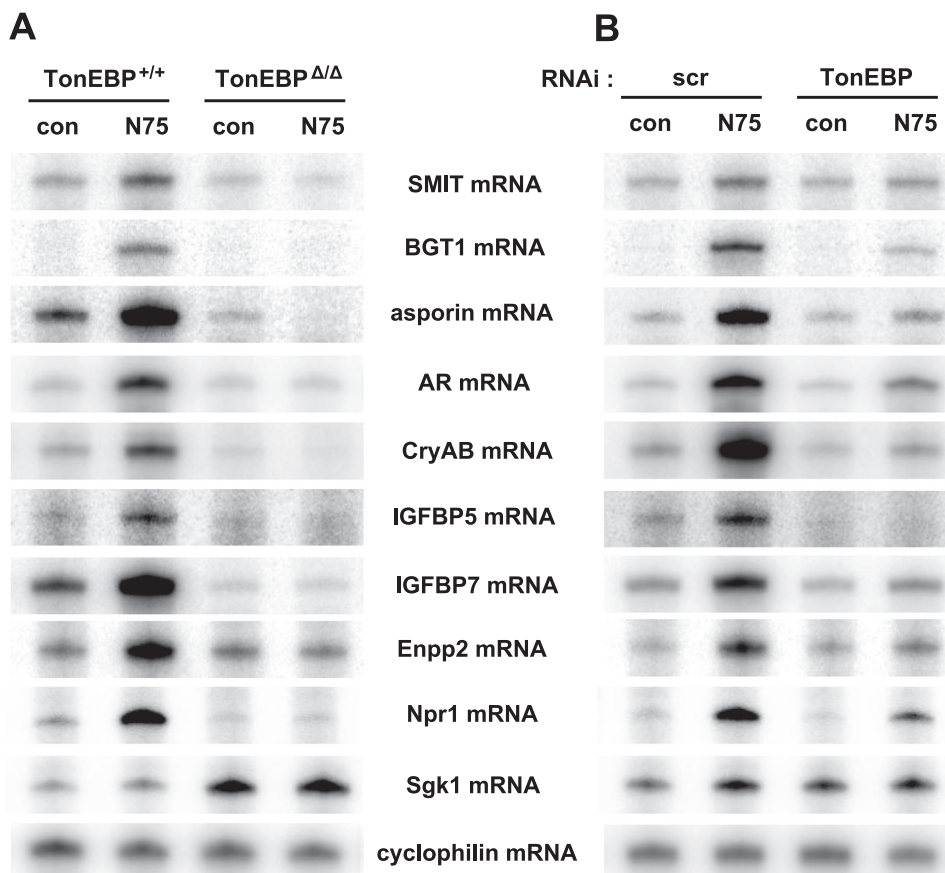 A B
TonEBP+/+ TonEBPΔ/Δ RNAi : scr TonEBP
con N75 con N75 con N75 con N75
SMIT mRNA
BGT1 mRNA
asporin mRNA
AR mRNA
CryAB mRNA
IGFBP5 mRNA
IGFBP7 mRNA
Enpp2 mRNA
Npr1 mRNA
Sgk1 mRNA
cyclophilin mRNA